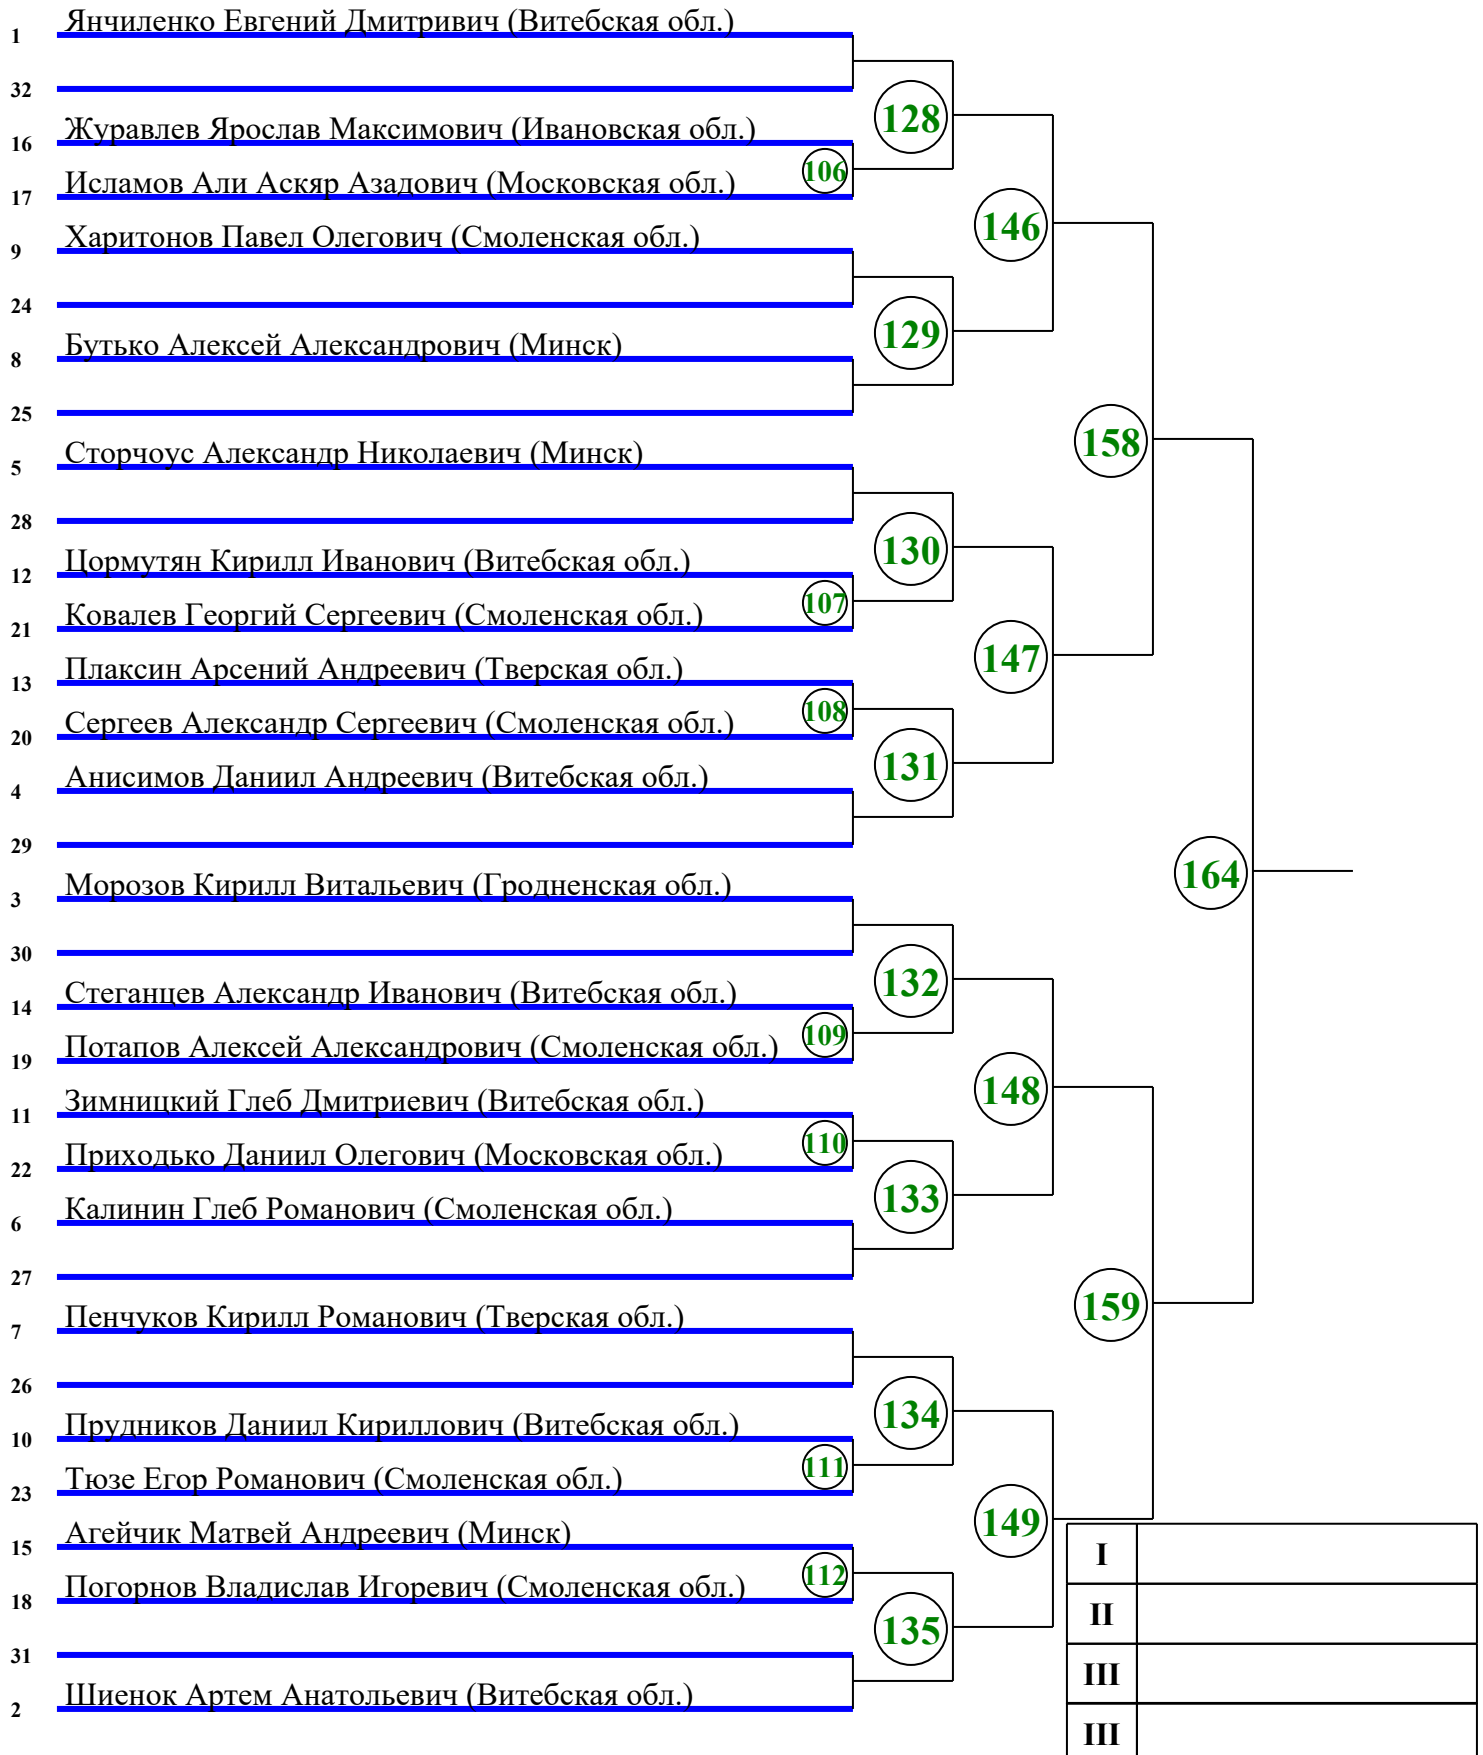 1 Янчиленко Евгений Дмитривич (Витебская обл.)
32
16 Журавлев Ярослав Максимович (Ивановская обл.)
17 Исламов Али Аскяр Азадович (Московская обл.)
9 Харитонов Павел Олегович (Смоленская обл.)
24
8 Бутько Алексей Александрович (Минск)
25
5 Сторчоус Александр Николаевич (Минск)
28
12 Цормутян Кирилл Иванович (Витебская обл.)
21 Ковалев Георгий Сергеевич (Смоленская обл.)
13 Плаксин Арсений Андреевич (Тверская обл.)
20 Сергеев Александр Сергеевич (Смоленская обл.)
4 Анисимов Даниил Андреевич (Витебская обл.)
29
3 Морозов Кирилл Витальевич (Гродненская обл.)
30
14 Стеганцев Александр Иванович (Витебская обл.)
19 Потапов Алексей Александрович (Смоленская обл.)
11 Зимницкий Глеб Дмитриевич (Витебская обл.)
22 Приходько Даниил Олегович (Московская обл.)
6 Калинин Глеб Романович (Смоленская обл.)
27
7 Пенчуков Кирилл Романович (Тверская обл.)
26
10 Прудников Даниил Кириллович (Витебская обл.)
23 Тюзе Егор Романович (Смоленская обл.)
15 Агейчик Матвей Андреевич (Минск)
18 Погорнов Владислав Игоревич (Смоленская обл.)
31
2 Шиенок Артем Анатольевич (Витебская обл.)
106
107
108
109
110
111
112
128
129
130
131
132
133
134
135
146
147
148
149
158
159
164
I
II
III
III